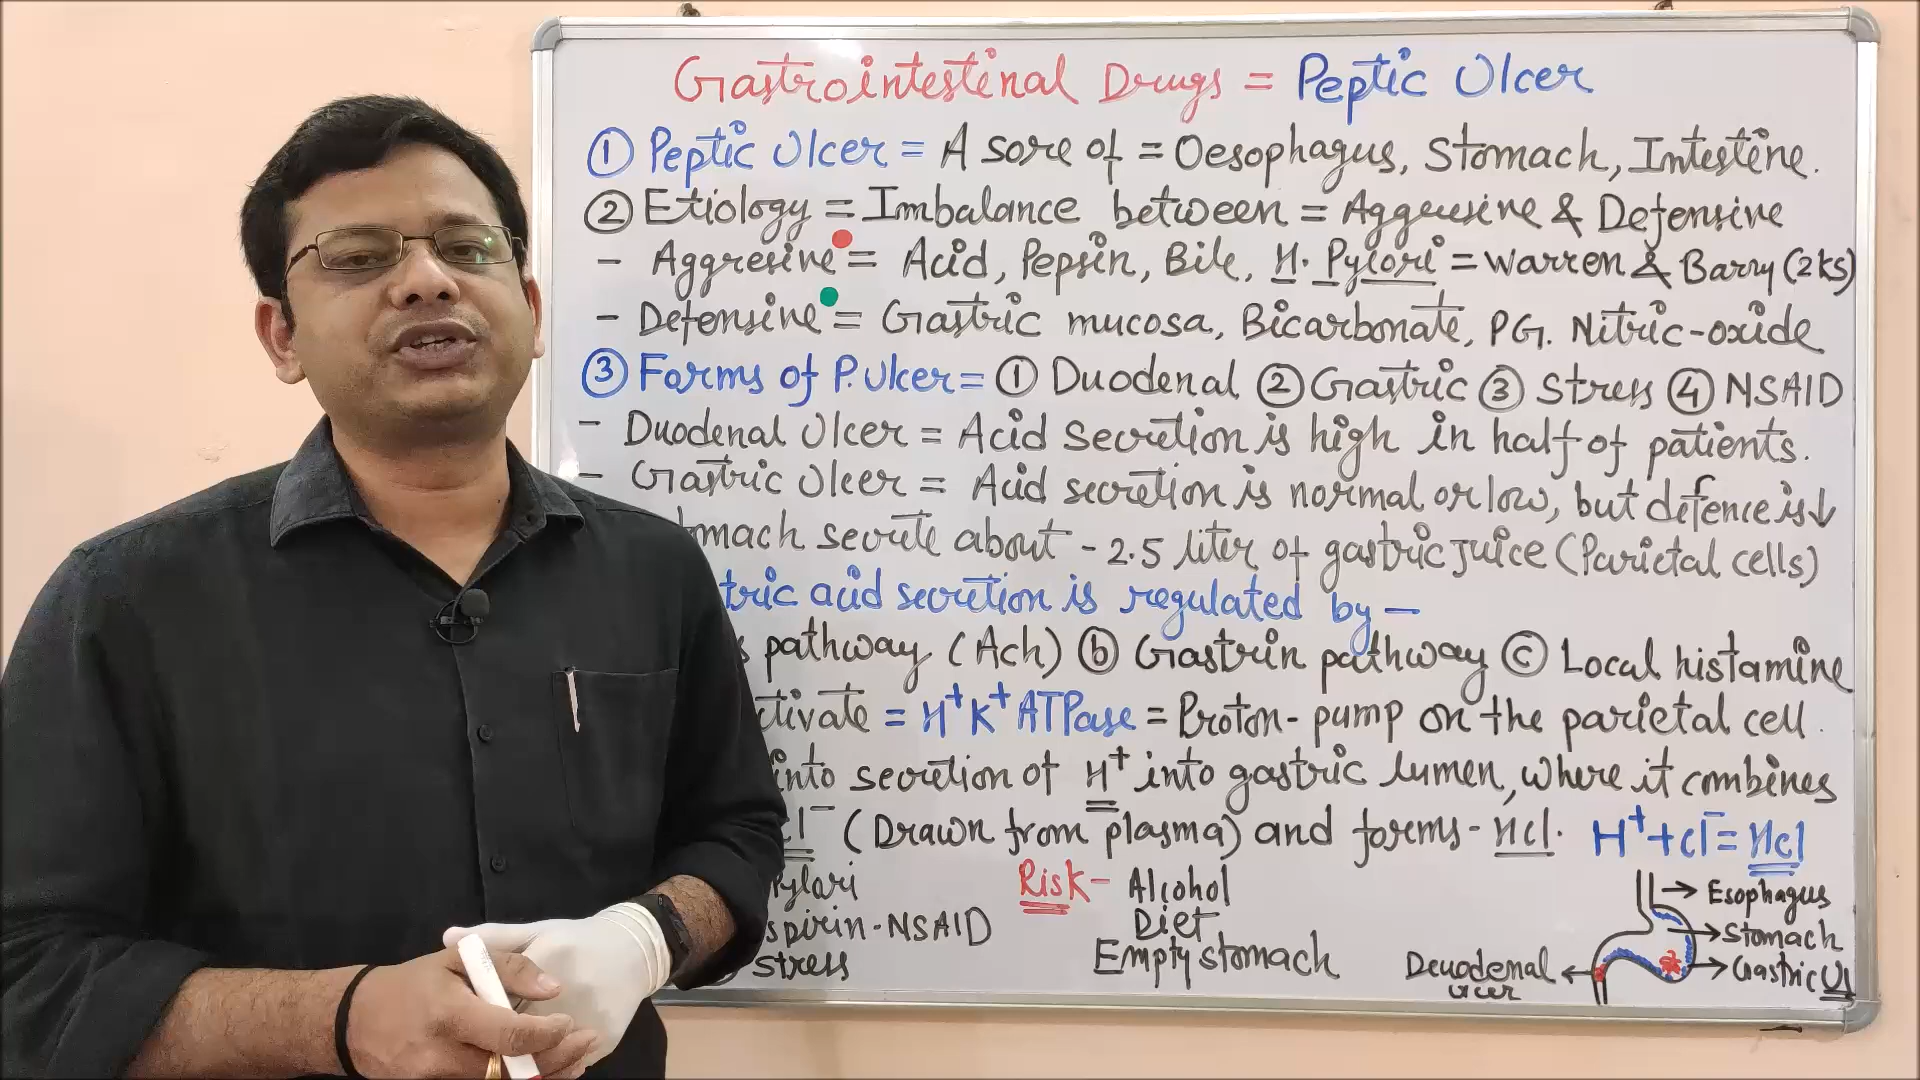 Gastrointestinal Drugs = Peptic Ulcer
① Peptic Ulcer = A sore of = Oesophagus, Stomach, Intestine.
② Etiology = Imbalance between = Aggresive & Defensive
- Aggresive = Acid, Pepsin, Bile, H. Pylori = Warren & Barry (2ks)
- Defensive = Gastric mucosa, Bicarbonate, PG. Nitric-oxide
③ Forms of P. Ulcer = ① Duodenal ② Gastric ③ Stress ④ NSAID
- Duodenal Ulcer = Acid secretion is high in half of patients.
- Gastric Ulcer = Acid secretion is normal or low, but defence is ↓
mach secrete about - 2.5 liter of gastric juice (Parietal cells)
tric acid secretion is regulated by -
s pathway (Ach) ⓑ Gastrin pathway ⓒ Local histamine
ctivate = H⁺K⁺ ATPase = Proton-pump on the parietal cell.
into secretion of H⁺ into gastric lumen, where it combines
cl⁻ (Drawn from plasma) and forms - Hcl. H⁺+cl⁻=Hcl
Pylari Risk - Alcohol
spirin-NSAID Diet
stress Empty stomach
Esophagus
Stomach
Gastric Ul
Deuodenal ulcer